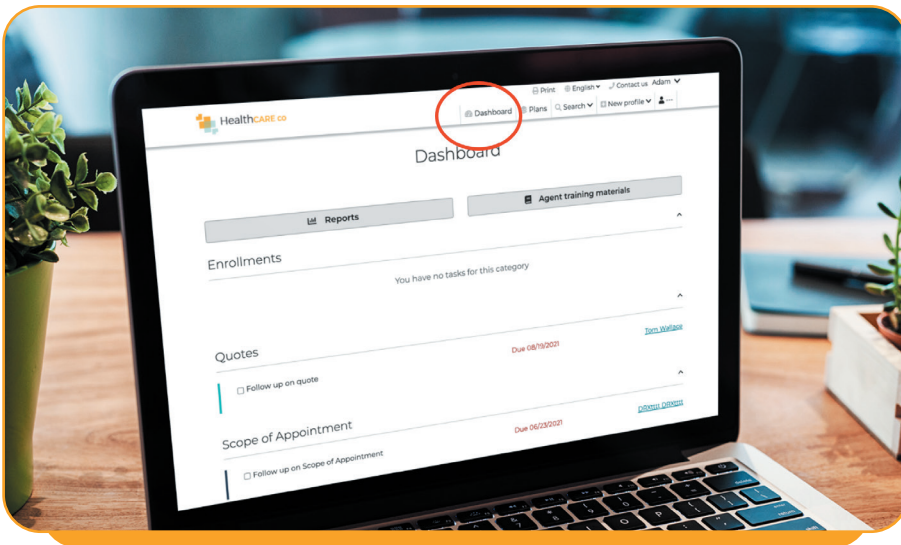 Print English Contact us Adam
HealthCARE co
Dashboard Plans Search New profile ...
Dashboard
Reports
Agent training materials
Enrollments
You have no tasks for this category
Quotes
Follow up on quote
Due 08/19/2021
Tom Wallace
Scope of Appointment
Follow up on Scope of Appointment
Due 06/23/2021